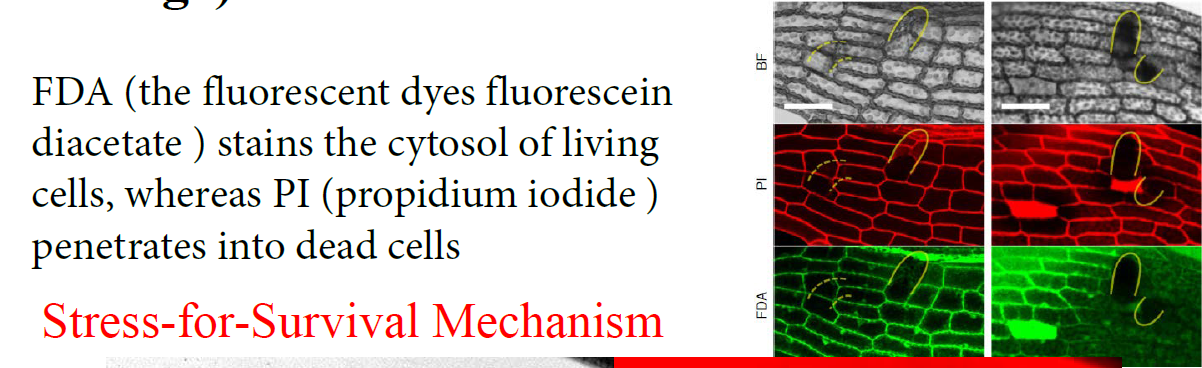 FDA (the fluorescent dyes fluorescein
diacetate ) stains the cytosol of living
cells, whereas PI (propidium iodide )
penetrates into dead cells
Stress-for-Survival Mechanism
BF
PI
FDA